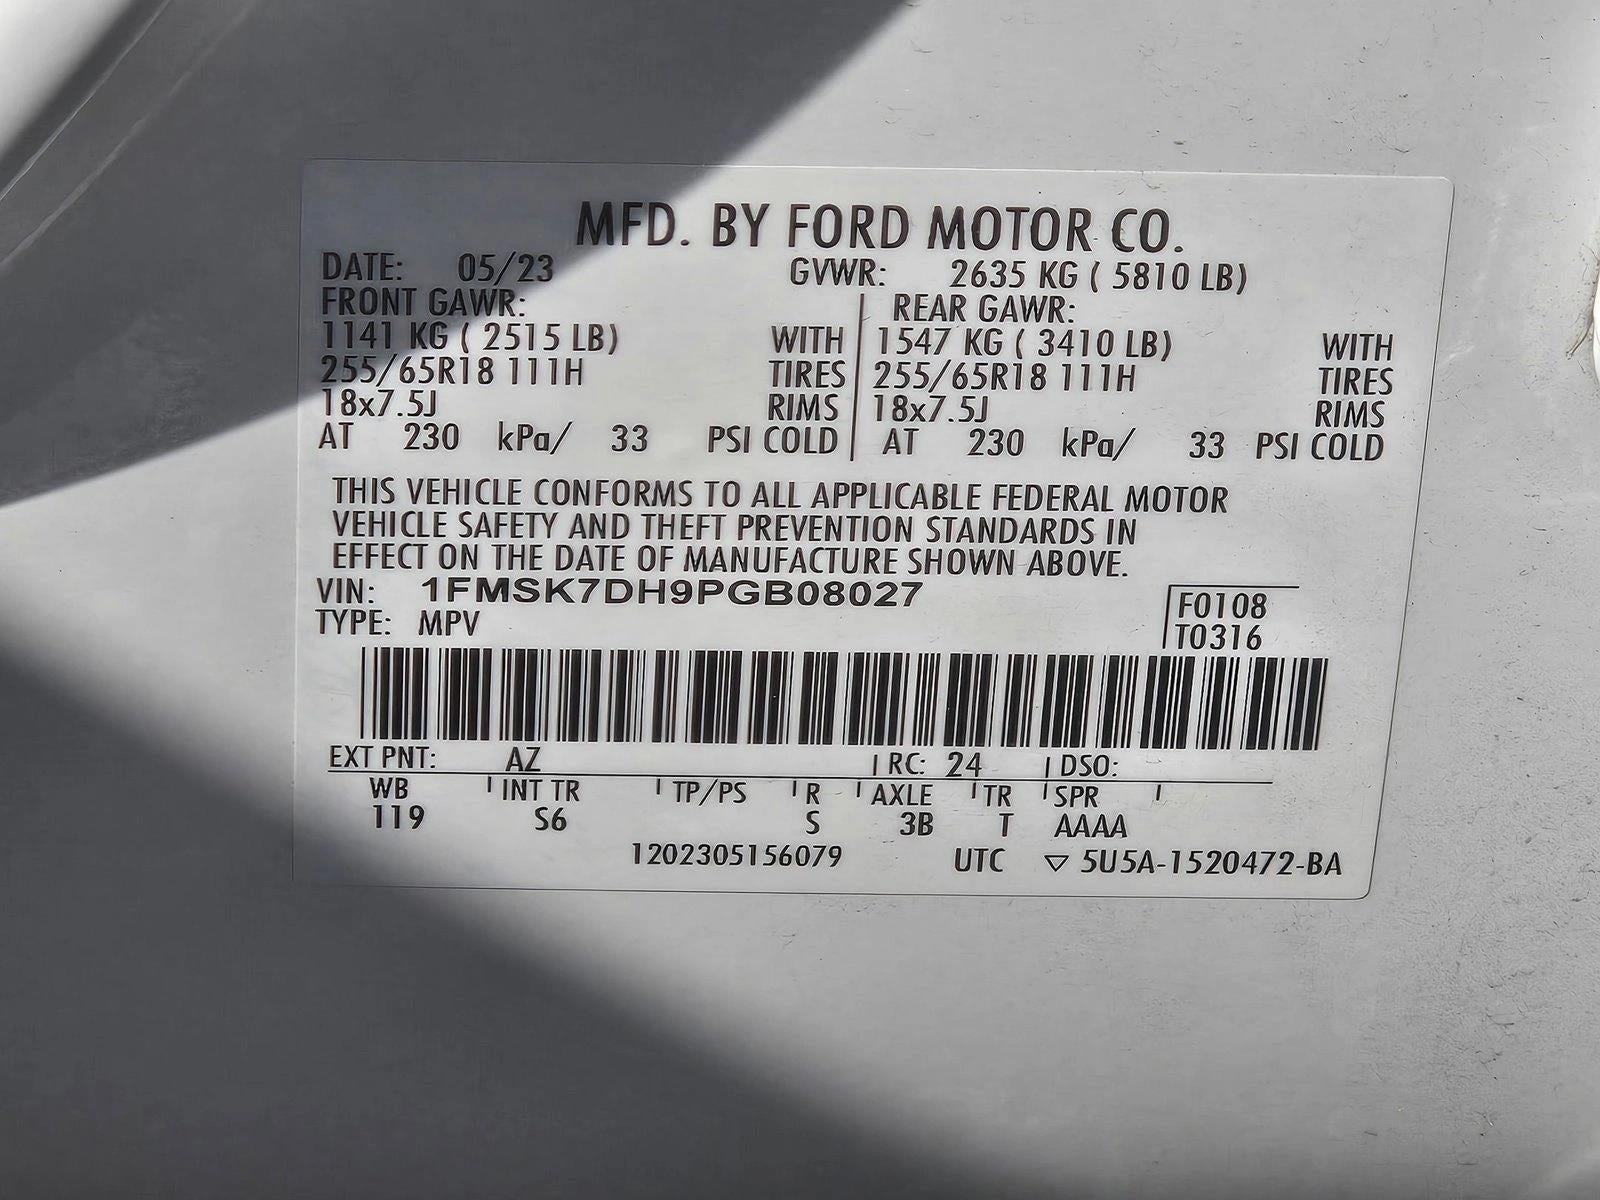 MFD. BY FORD MOTOR CO.
DATE: 05/23 GVWR: 2635 KG ( 5810 LB)
FRONT GAWR: REAR GAWR:
1141 KG ( 2515 LB) WITH 1547 KG ( 3410 LB) WITH
255/65R18 111H TIRES 255/65R18 111H TIRES
18x7.5J RIMS 18x7.5J RIMS
AT 230 kPa/ 33 PSI COLD AT 230 kPa/ 33 PSI COLD
THIS VEHICLE CONFORMS TO ALL APPLICABLE FEDERAL MOTOR
VEHICLE SAFETY AND THEFT PREVENTION STANDARDS IN
EFFECT ON THE DATE OF MANUFACTURE SHOWN ABOVE.
VIN: 1FMSK7DH9PGB08027
F0108
TYPE: MPV
T0316
EXT PNT: AZ RC: 24 DSO:
WB INT TR TP/PS R AXLE TR SPR
119 S6 S 3B T AAAA
1202305156079 UTC ▽ 5U5A-1520472-BA